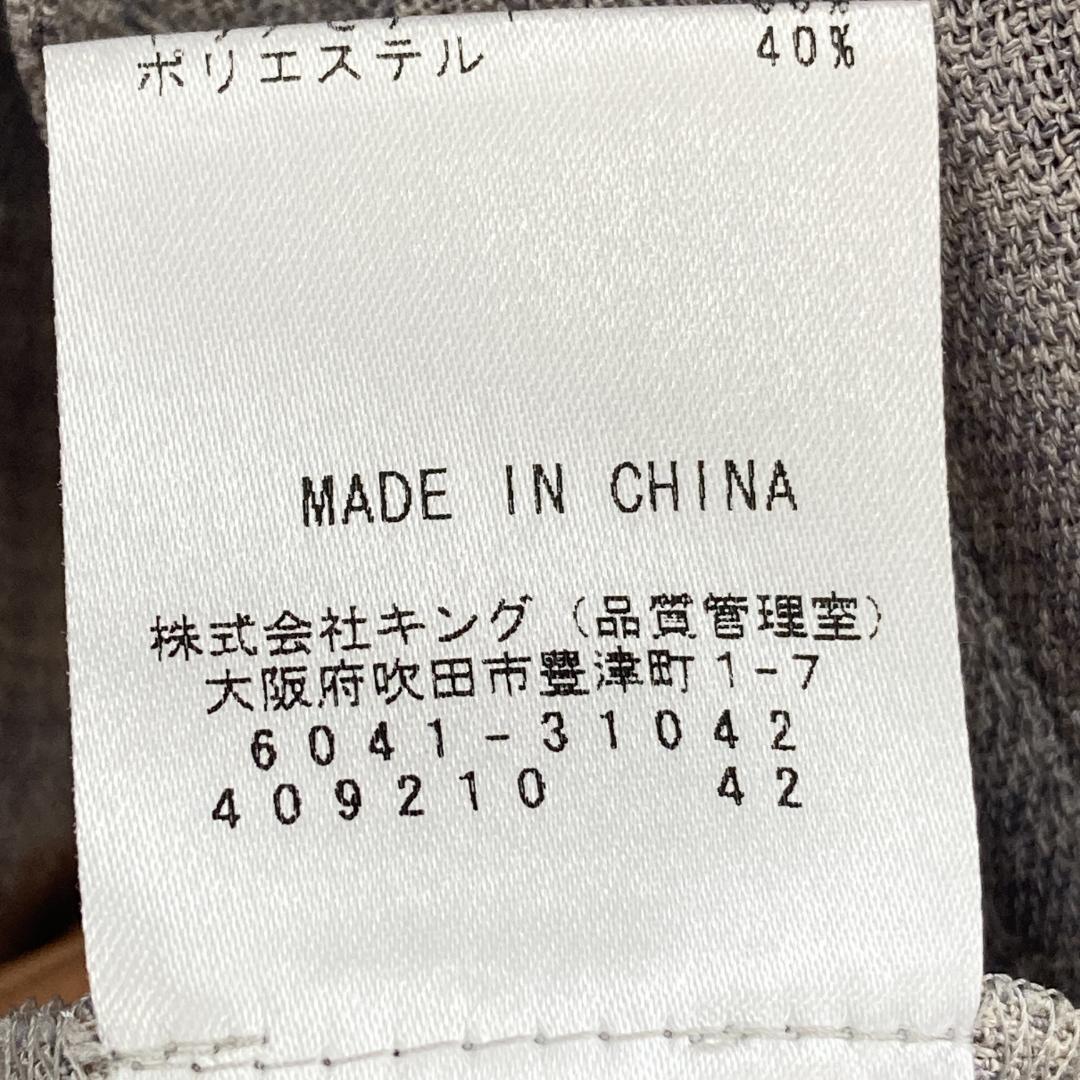 ポリエステル 40%
MADE IN CHINA
株式会社キング（品質管理室）
大阪府吹田市豊津町1-7
6041-31042
409210 42